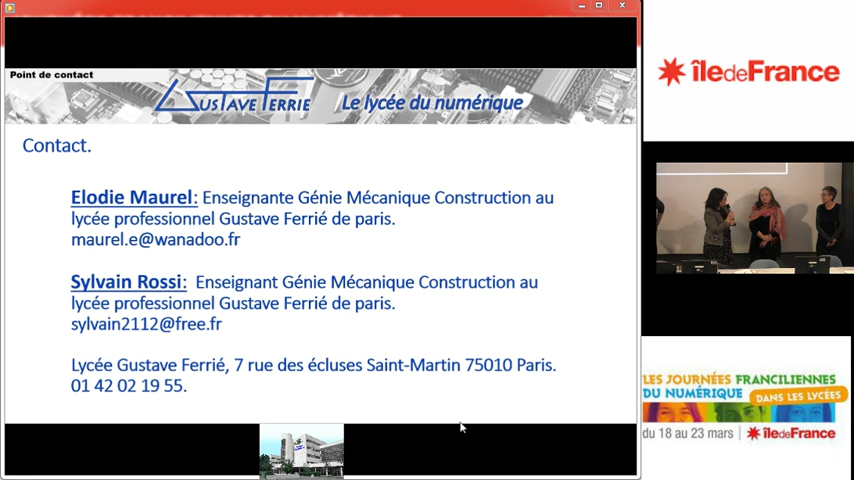 Point de contact
GUSTAVE FERRIE
Le lycée du numérique
Contact.
Elodie Maurel: Enseignante Génie Mécanique Construction au
lycée professionnel Gustave Ferrié de paris.
maurel.e@wanadoo.fr
Sylvain Rossi: Enseignant Génie Mécanique Construction au
lycée professionnel Gustave Ferrié de paris.
sylvain2112@free.fr
Lycée Gustave Ferrié, 7 rue des écluses Saint-Martin 75010 Paris.
01 42 02 19 55.
îledeFrance
LES JOURNÉES FRANCILIENNES
DU NUMÉRIQUE DANS LES LYCÉES
du 18 au 23 mars | îledeFrance